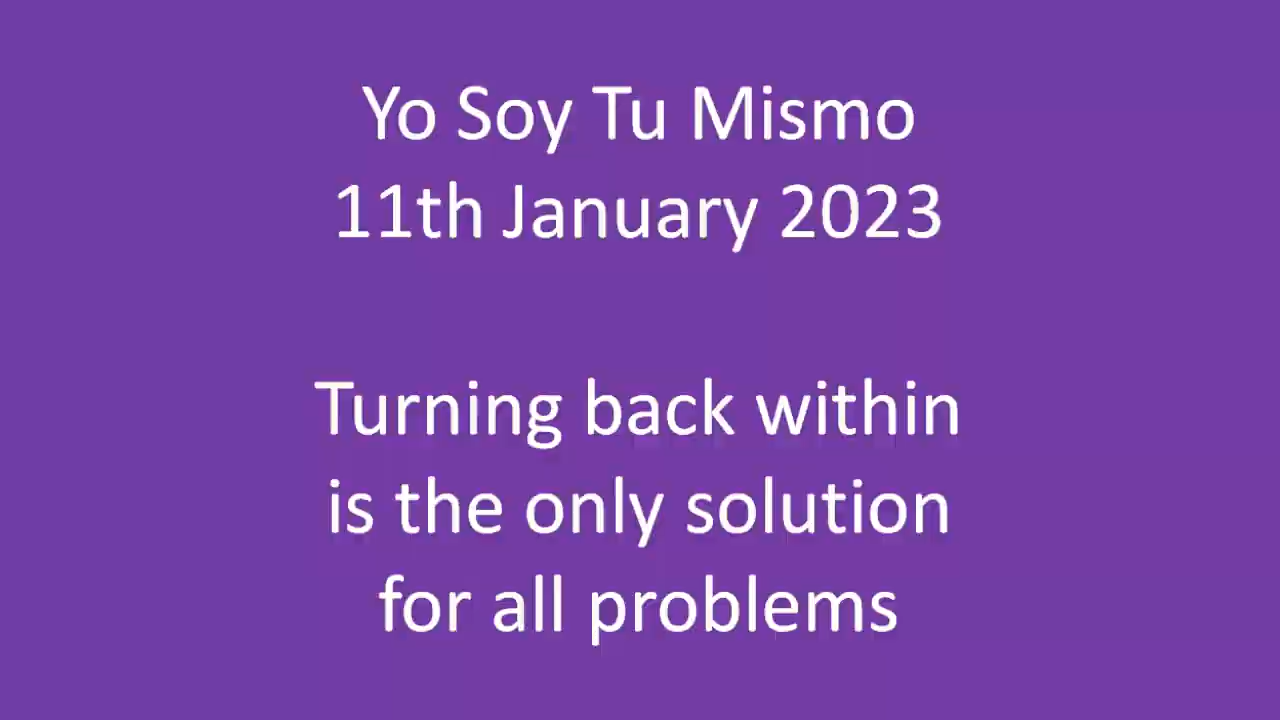 Yo Soy Tu Mismo
11th January 2023
Turning back within
is the only solution
for all problems